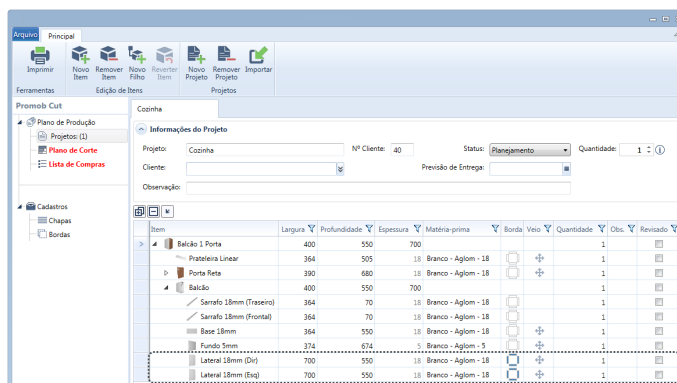 Arquivo Principal
Imprimir Novo Item Remover Item Novo Filho Reverter Item Novo Projeto Remover Projeto Importar
Ferramentas Edição de Itens Projetos
Promob Cut
Plano de Produção
Projetos: (1)
Plano de Corte
Lista de Compras
Cadastros
Chapas
Bordas
Cozinha
Informações do Projeto
Projeto: Cozinha Nº Cliente: 40 Status: Planejamento Quantidade: 1
Cliente: Previsão de Entrega:
Observação:
Item Largura Profundidade Espessura Matéria-prima Borda Veio Quantidade Obs. Revisado
Balcão 1 Porta 400 550 700 1
Prateleira Linear 364 505 18 Branco - Aglom - 18 1
Porta Reta 390 680 18 Branco - Aglom - 18 1
Balcão 400 550 700 1
Sarrafo 18mm (Traseiro) 364 70 18 Branco - Aglom - 18 1
Sarrafo 18mm (Frontal) 364 70 18 Branco - Aglom - 18 1
Base 18mm 364 550 18 Branco - Aglom - 18 1
Fundo 5mm 374 674 5 Branco - Aglom - 5 1
Lateral 18mm (Dir) 700 550 18 Branco - Aglom - 18 1
Lateral 18mm (Esq) 700 550 18 Branco - Aglom - 18 1